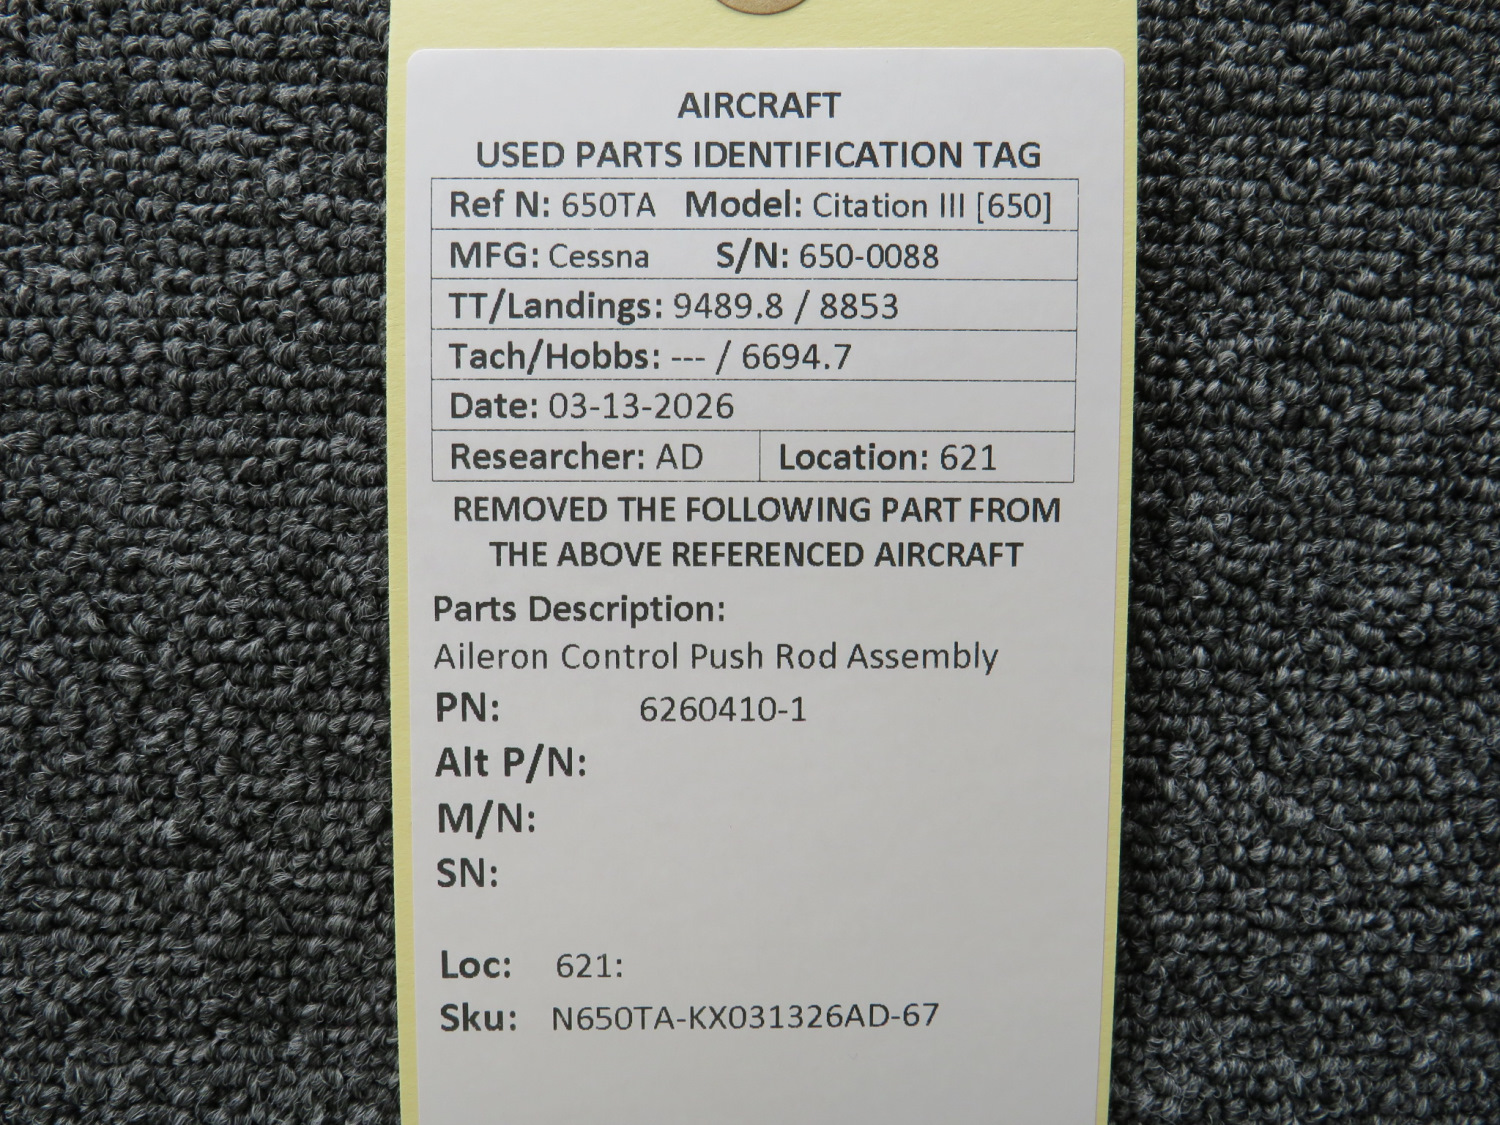 AIRCRAFT
USED PARTS IDENTIFICATION TAG
Ref N: 650TA Model: Citation III [650]
MFG: Cessna S/N: 650-0088
TT/Landings: 9489.8 / 8853
Tach/Hobbs: --- / 6694.7
Date: 03-13-2026
Researcher: AD Location: 621
REMOVED THE FOLLOWING PART FROM
THE ABOVE REFERENCED AIRCRAFT
Parts Description:
Aileron Control Push Rod Assembly
PN: 6260410-1
Alt P/N:
M/N:
SN:
Loc: 621:
Sku: N650TA-KX031326AD-67